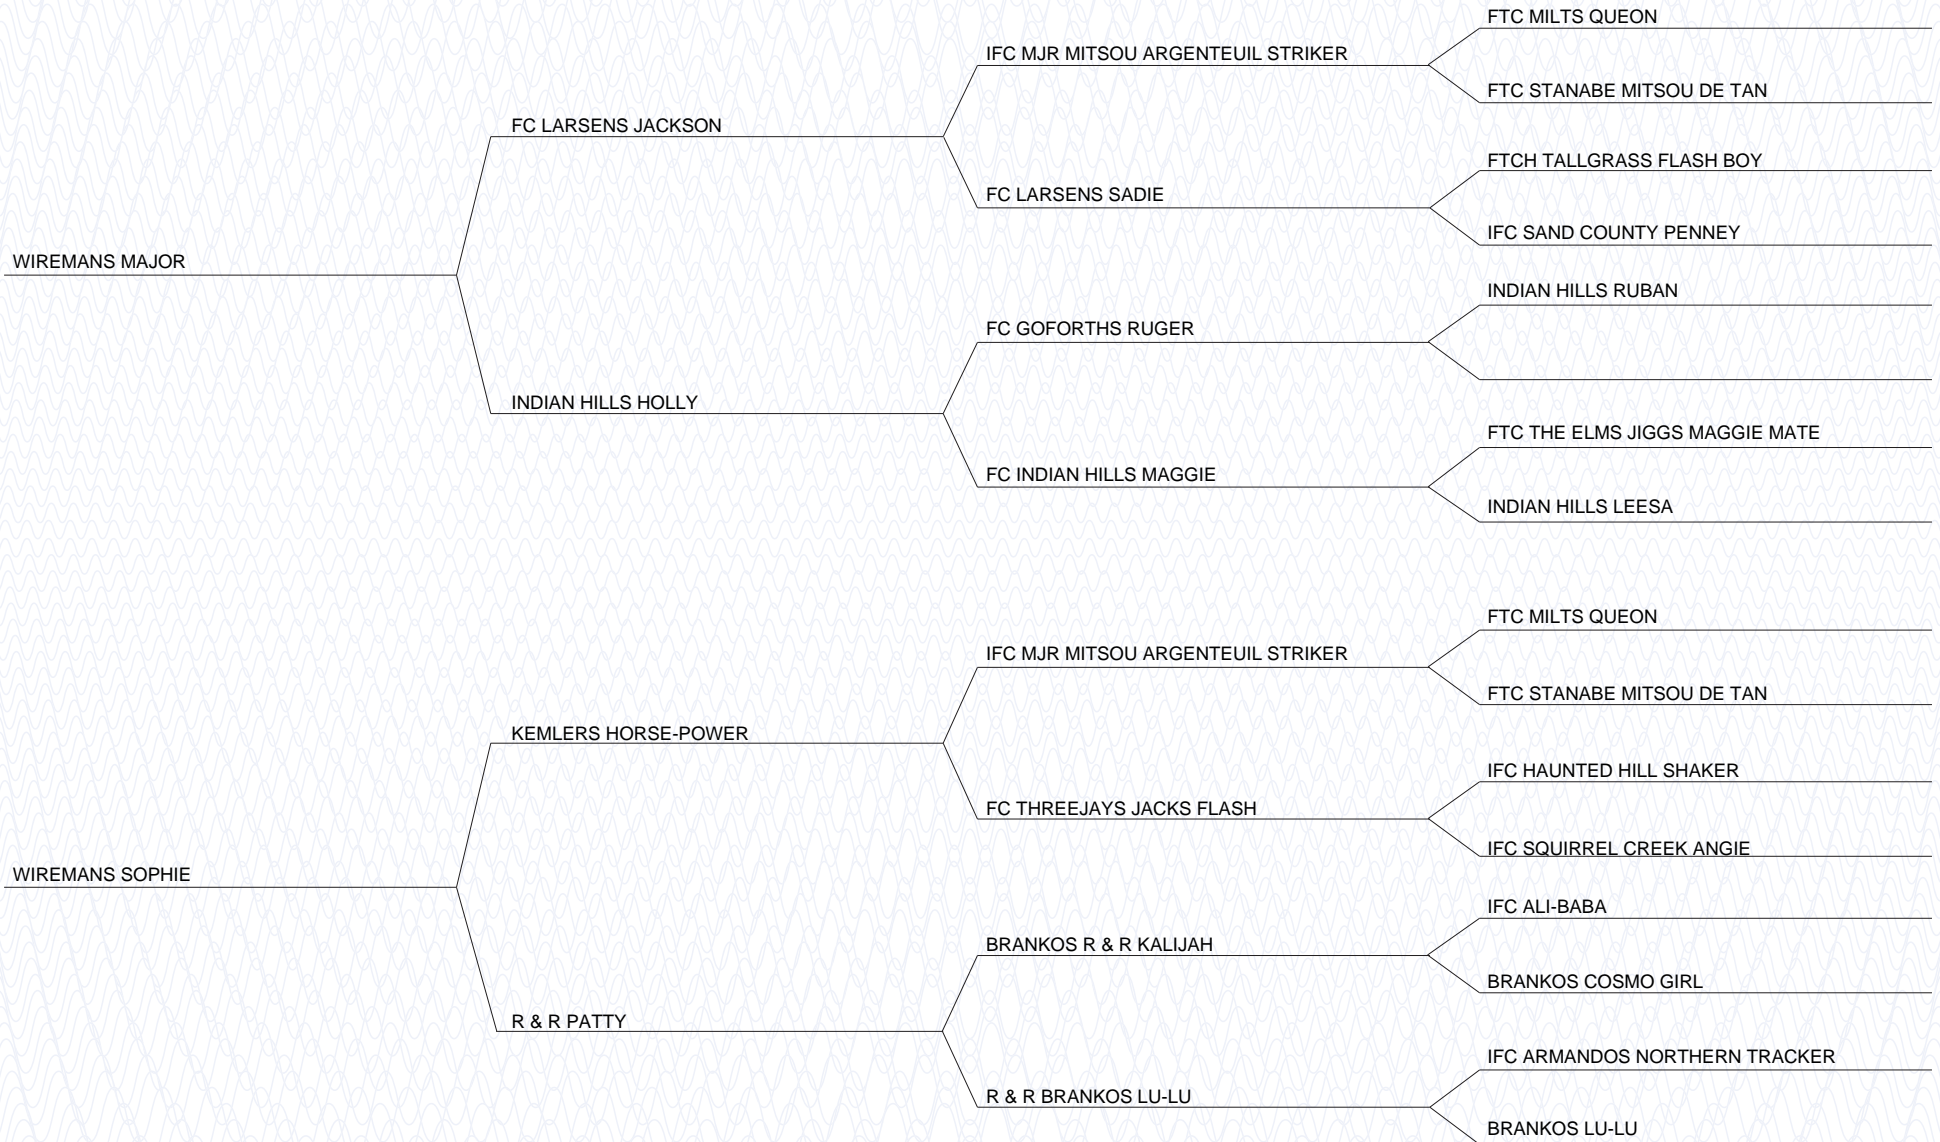 FTC MILTS QUEON
IFC MJR MITSOU ARGENTEUIL STRIKER
FTC STANABE MITSOU DE TAN
FC LARSENS JACKSON
FTCH TALLGRASS FLASH BOY
FC LARSENS SADIE
IFC SAND COUNTY PENNEY
WIREMANS MAJOR
INDIAN HILLS RUBAN
FC GOFORTHS RUGER
INDIAN HILLS HOLLY
FTC THE ELMS JIGGS MAGGIE MATE
FC INDIAN HILLS MAGGIE
INDIAN HILLS LEESA
FTC MILTS QUEON
IFC MJR MITSOU ARGENTEUIL STRIKER
FTC STANABE MITSOU DE TAN
KEMLERS HORSE-POWER
IFC HAUNTED HILL SHAKER
FC THREEJAYS JACKS FLASH
IFC SQUIRREL CREEK ANGIE
WIREMANS SOPHIE
IFC ALI-BABA
BRANKOS R & R KALIJAH
BRANKOS COSMO GIRL
R & R PATTY
IFC ARMANDOS NORTHERN TRACKER
R & R BRANKOS LU-LU
BRANKOS LU-LU